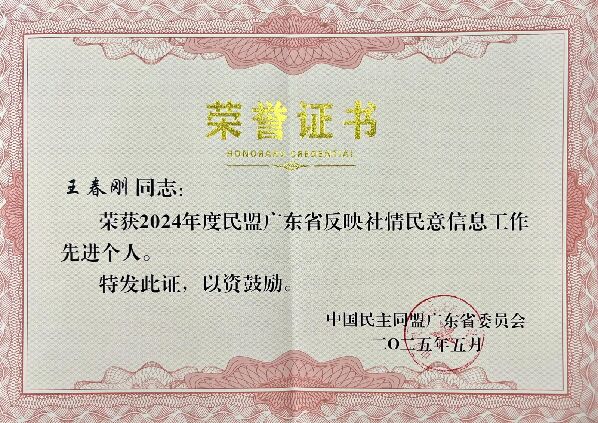 荣誉证书
HONORARY CREDENTIAL
王春刚 同志：
荣获2024年度民盟广东省反映社情民意信息工作
先进个人。
特发此证，以资鼓励。
中国民主同盟广东省委员会
二〇二五年五月